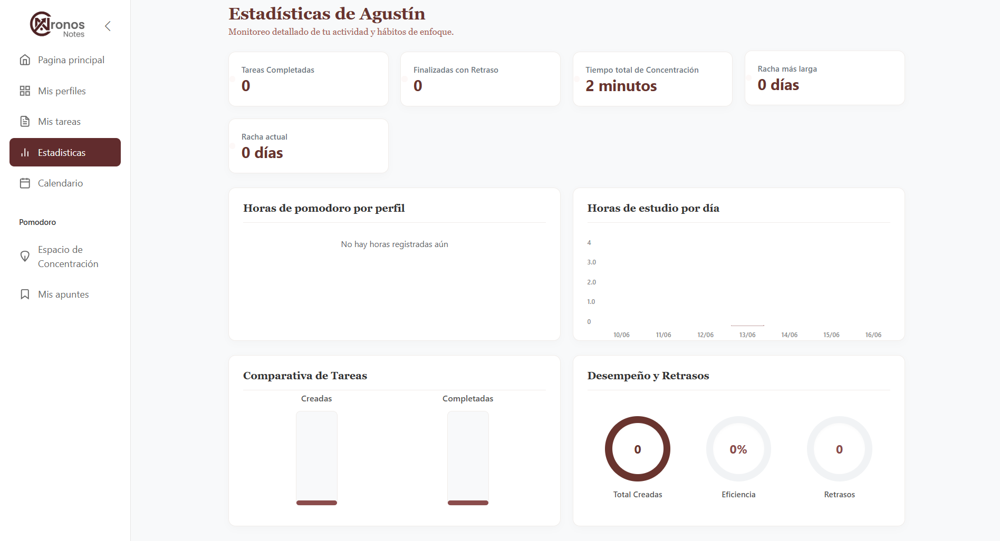 Kronos
Notes
Pagina principal
Mis perfiles
Mis tareas
Estadisticas
Calendario
Pomodoro
Espacio de
Concentración
Mis apuntes
Estadísticas de Agustín
Monitoreo detallado de tu actividad y hábitos de enfoque.
Tareas Completadas
0
Finalizadas con Retraso
0
Tiempo total de Concentración
2 minutos
Racha más larga
0 días
Racha actual
0 días
Horas de pomodoro por perfil
No hay horas registradas aún
Horas de estudio por día
4
3.0
2.0
1.0
0
10/06 11/06 12/06 13/06 14/06 15/06 16/06
Comparativa de Tareas
Creadas Completadas
Desempeño y Retrasos
0 0% 0
Total Creadas Eficiencia Retrasos